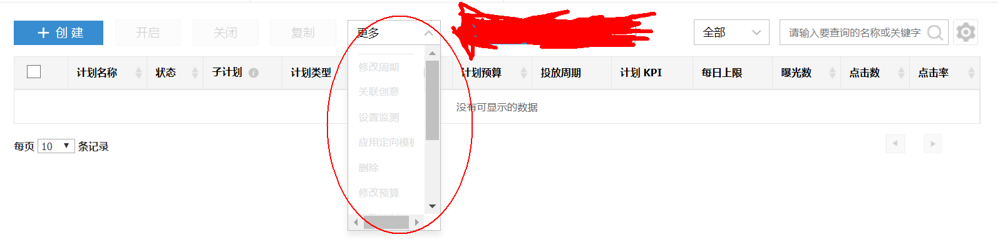 创 建
开启
关闭
复制
更多
全部
请输入要查询的名称或关键字
计划名称
状态
子计划
计划类型
计划预算
投放周期
计划 KPI
每日上限
曝光数
点击数
点击率
修改周期
关联创意
设置监测
应用定向模
删除
修改预算
没有可显示的数据
每页 10 条记录